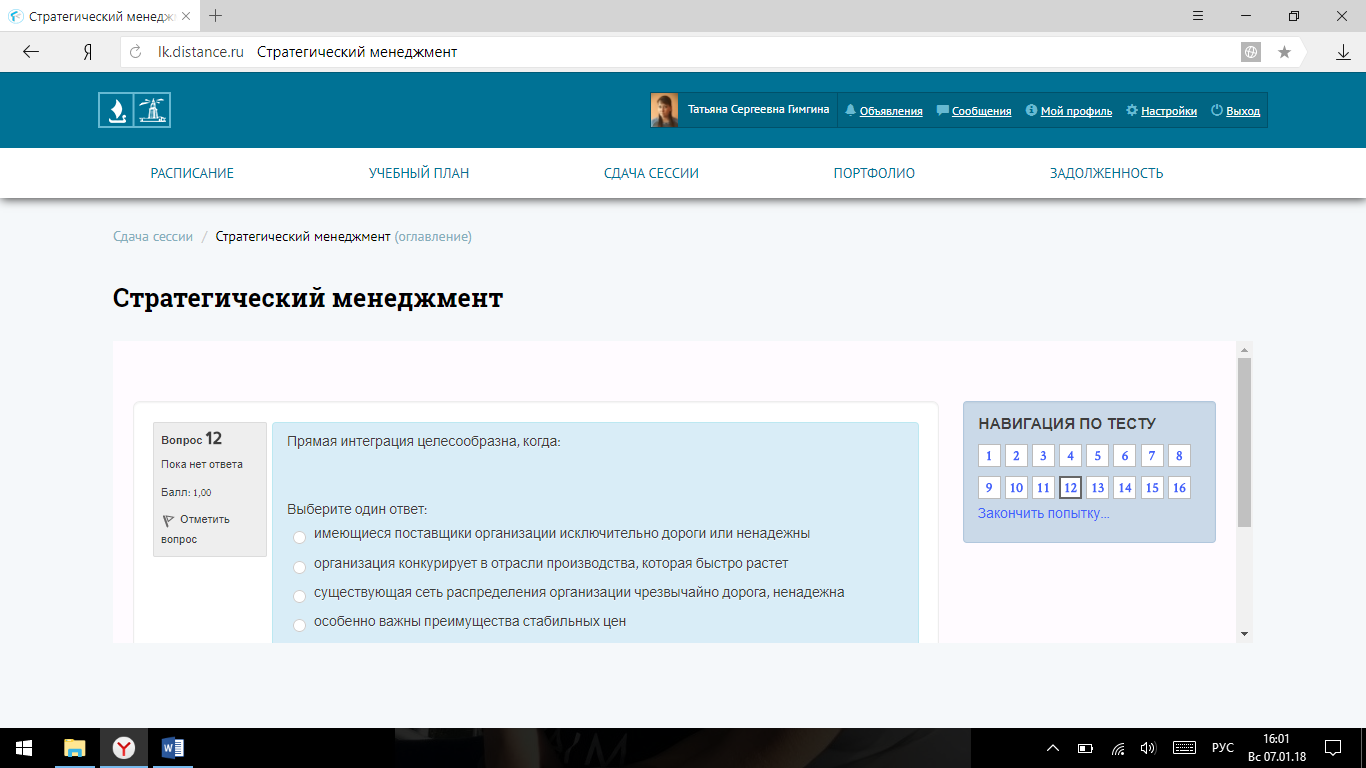 Стратегический менедж
lk.distance.ru Стратегический менеджмент
Татьяна Сергеевна Гимгина Объявления Сообщения Мой профиль Настройки Выход
РАСПИСАНИЕ УЧЕБНЫЙ ПЛАН СДАЧА СЕССИИ ПОРТФОЛИО ЗАДОЛЖЕННОСТЬ
Сдача сессии / Стратегический менеджмент (оглавление)
Стратегический менеджмент
Вопрос 12
Пока нет ответа
Балл: 1,00
Отметить
вопрос
Прямая интеграция целесообразна, когда:
Выберите один ответ:
имеющиеся поставщики организации исключительно дороги или ненадежны
организация конкурирует в отрасли производства, которая быстро растет
существующая сеть распределения организации чрезвычайно дорога, ненадежна
особенно важны преимущества стабильных цен
НАВИГАЦИЯ ПО ТЕСТУ
1 2 3 4 5 6 7 8
9 10 11 12 13 14 15 16
Закончить попытку...
РУС
16:01
Вс 07.01.18